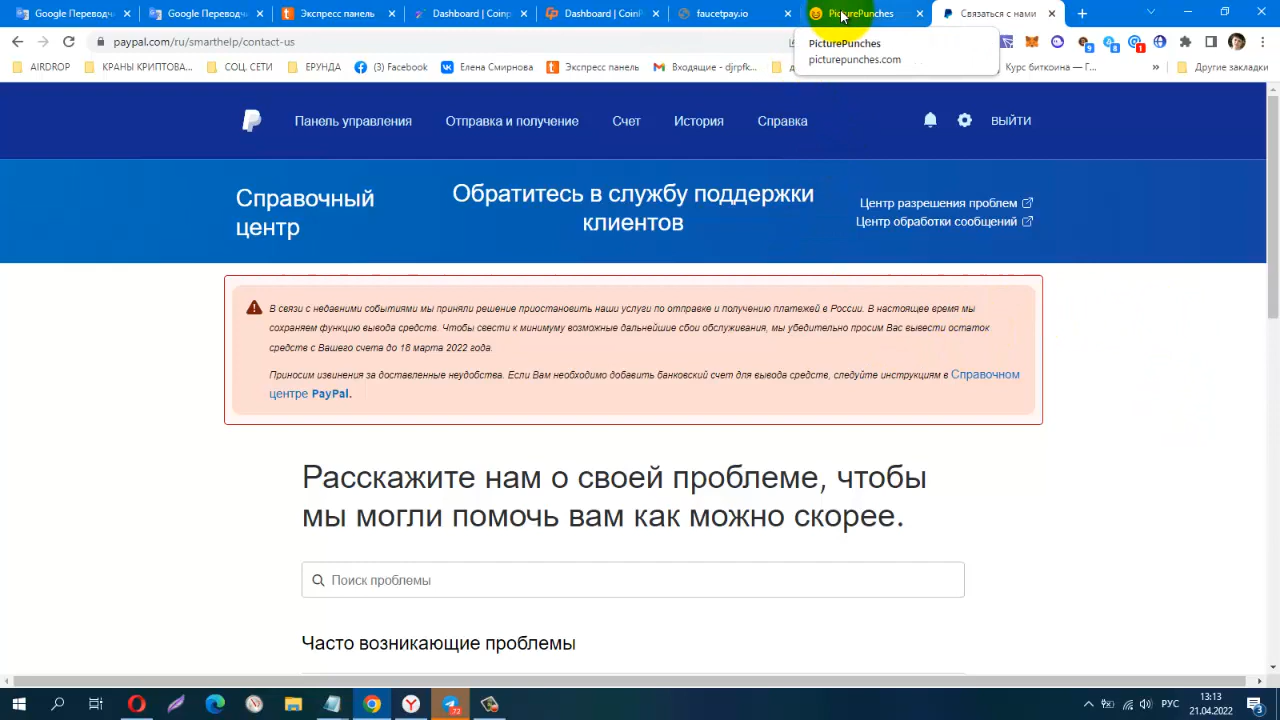 Google Переводч
Google Переводч
Экспресс панель
Dashboard | Coinp
Dashboard | CoinP
faucetpay.io
PicturePunches
Связаться с нами
paypal.com/ru/smarthelp/contact-us
PicturePunches
picturepunches.com
AIRDROP
КРАНЫ КРИПТОВА...
СОЦ. СЕТИ
ЕРУНДА
(3) Facebook
Елена Смирнова
Экспресс панель
Входящие - djrpfk...
Курс биткоина — Г...
»
Другие закладки
Панель управления
Отправка и получение
Счет
История
Справка
ВЫЙТИ
Справочный
центр
Обратитесь в службу поддержки
клиентов
Центр разрешения проблем
Центр обработки сообщений
В связи с недавними событиями мы приняли решение приостановить наши услуги по отправке и получению платежей в России. В настоящее время мы
сохраняем функцию вывода средств. Чтобы свести к минимуму возможные дальнейшие сбои обслуживания, мы убедительно просим Вас вывести остаток
средств с Вашего счета до 18 марта 2022 года.
Приносим извинения за доставленные неудобства. Если Вам необходимо добавить банковский счет для вывода средств, следуйте инструкциям в Справочном
центре PayPal.
Расскажите нам о своей проблеме, чтобы
мы могли помочь вам как можно скорее.
Поиск проблемы
Часто возникающие проблемы
72
РУС
13:13
21.04.2022
3